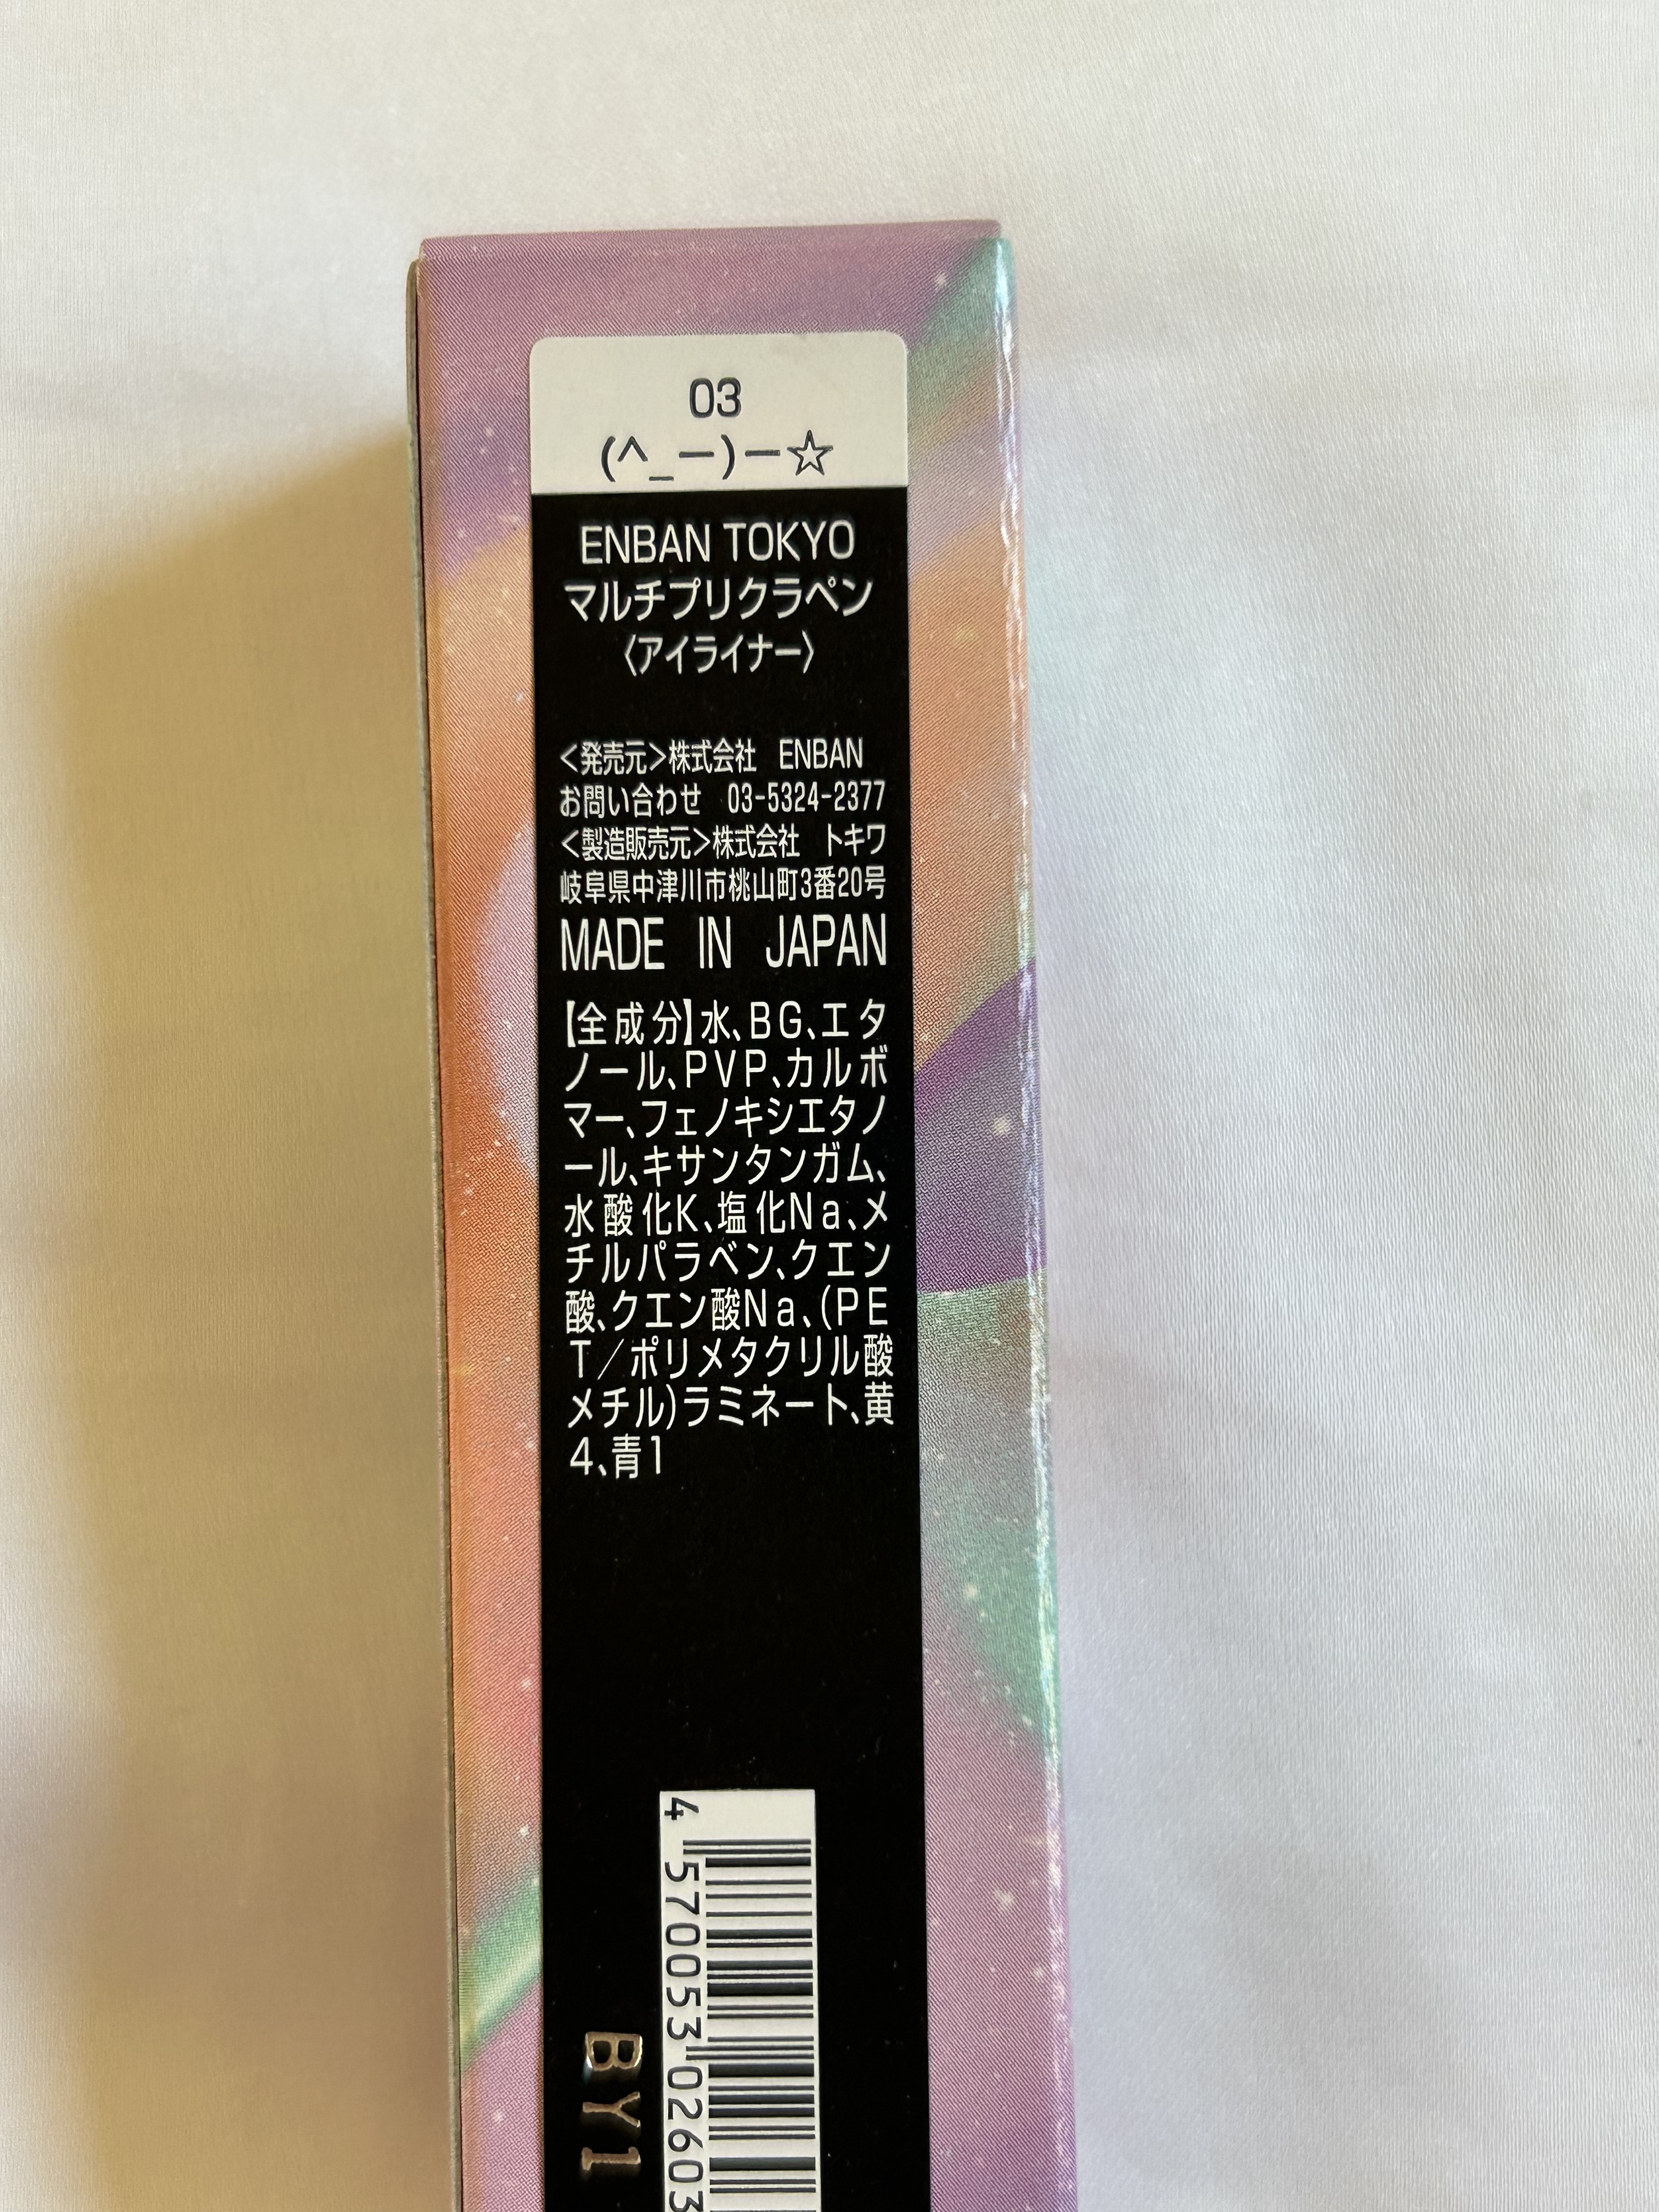 03
(^_ー)ー☆
ENBAN TOKYO
マルチプリクラペン
〈アイライナー〉
<発売元>株式会社 ENBAN
お問い合わせ 03-5324-2377
<製造販売元>株式会社 トキワ
岐阜県中津川市桃山町3番20号
MADE IN JAPAN
【全成分】水、BG、エタ
ノール、PVP、カルボ
マー、フェノキシエタノ
ール、キサンタンガム、
水酸化K、塩化Na、メ
チルパラベン、クエン
酸、クエン酸Na、(PE
T/ポリメタクリル酸
メチル)ラミネート、黄
4、青1
4 570053 02603
BY1